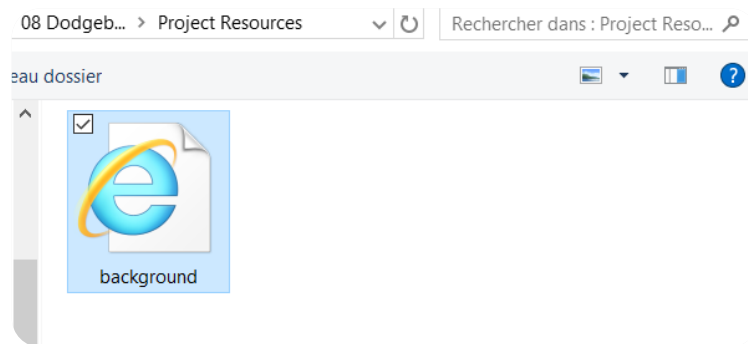 08 Dodgeb... > Project Resources
Rechercher dans : Project Reso...
eau dossier
?
background